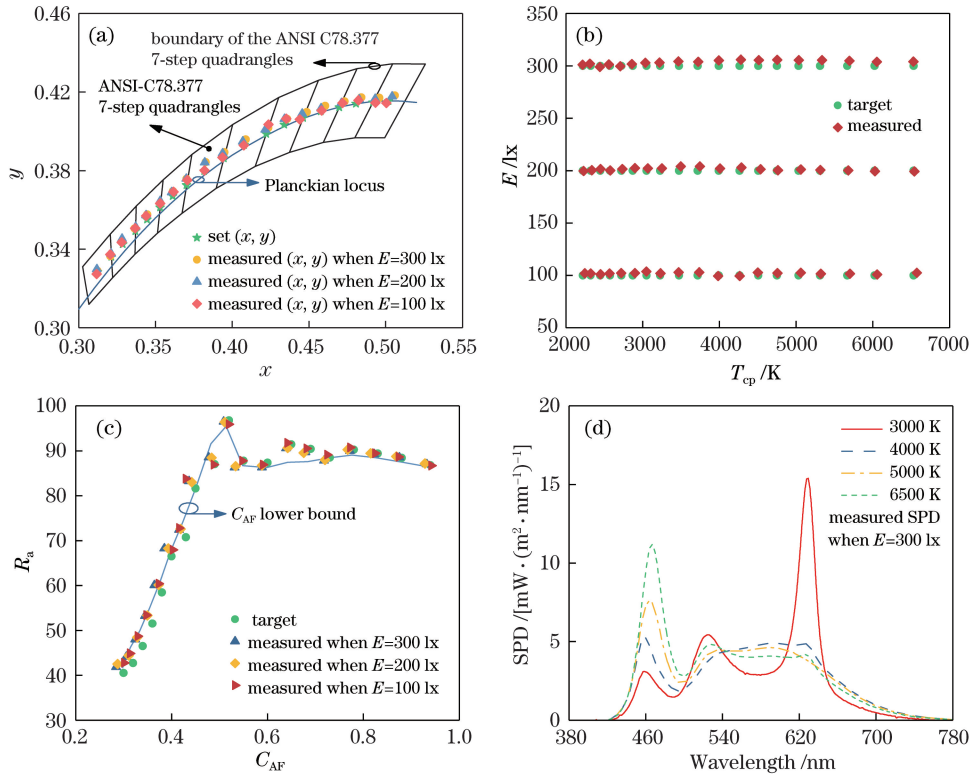 (a)
boundary of the ANSI C78.377
7-step quadrangles
ANSI-C78.377
7-step quadrangles
Planckian locus
set (x, y)
measured (x, y) when E=300 lx
measured (x, y) when E=200 lx
measured (x, y) when E=100 lx
0.46
0.42
0.38
0.34
0.30
y
0.30 0.35 0.40 0.45 0.50 0.55
x
(b)
target
measured
350
300
250
200
150
100
50
E /lx
2000 3000 4000 5000 6000 7000
Tcp /K
(c)
CAF lower bound
target
measured when E=300 lx
measured when E=200 lx
measured when E=100 lx
100
90
80
70
60
50
40
30
Ra
0.2 0.4 0.6 0.8 1.0
CAF
(d)
3000 K
4000 K
5000 K
6500 K
measured SPD
when E=300 lx
20
15
10
5
0
SPD /[mW · (m² · nm⁻¹)⁻¹]
380 460 540 620 700 780
Wavelength /nm